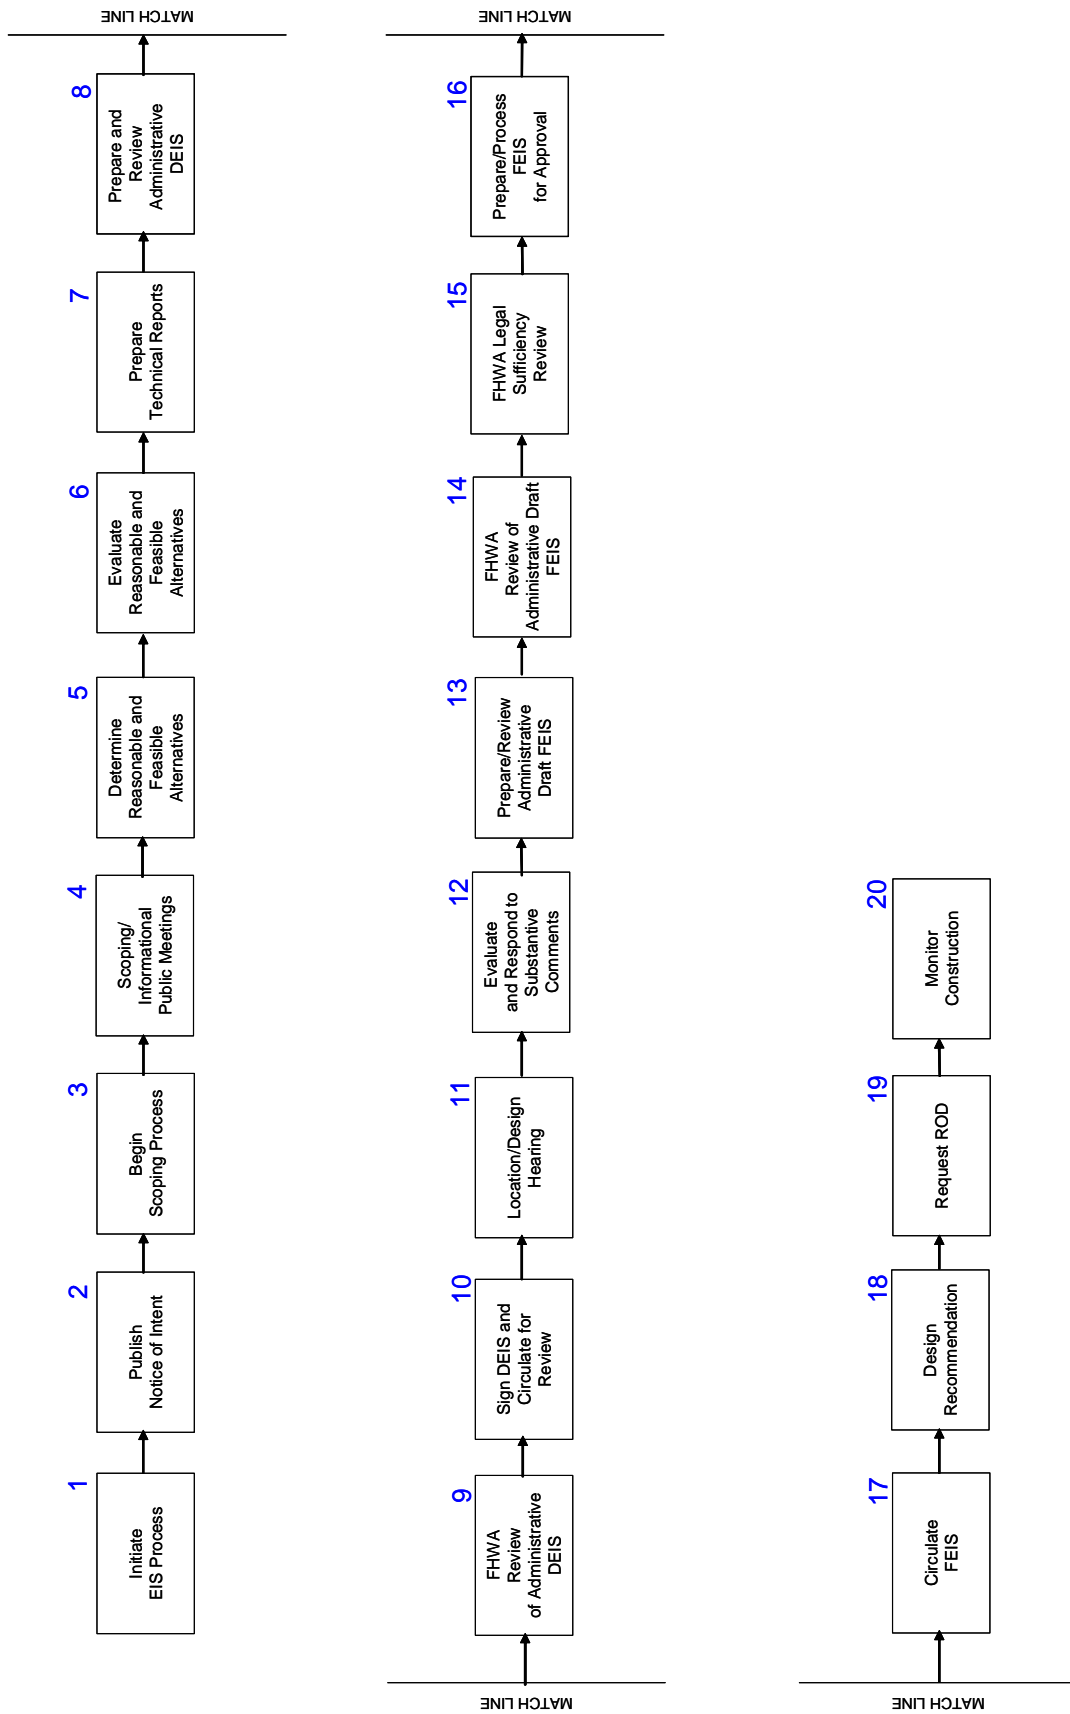 1
Initiate
EIS Process
2
Publish
Notice of Intent
3
Begin
Scoping Process
4
Scoping/
Informational
Public Meetings
5
Determine
Reasonable and
Feasible
Alternatives
6
Evaluate
Reasonable and
Feasible
Alternatives
7
Prepare
Technical Reports
8
Prepare and
Review
Administrative
DEIS
MATCH LINE
MATCH LINE
9
FHWA
Review
of Administrative
DEIS
10
Sign DEIS and
Circulate for
Review
11
Location/Design
Hearing
12
Evaluate
and Respond to
Substantive
Comments
13
Prepare/Review
Administrative
Draft FEIS
14
FHWA
Review of
Administrative Draft
FEIS
15
FHWA Legal
Sufficiency
Review
16
Prepare/Process
FEIS
for Approval
MATCH LINE
MATCH LINE
17
Circulate
FEIS
18
Design
Recommendation
19
Request ROD
20
Monitor
Construction